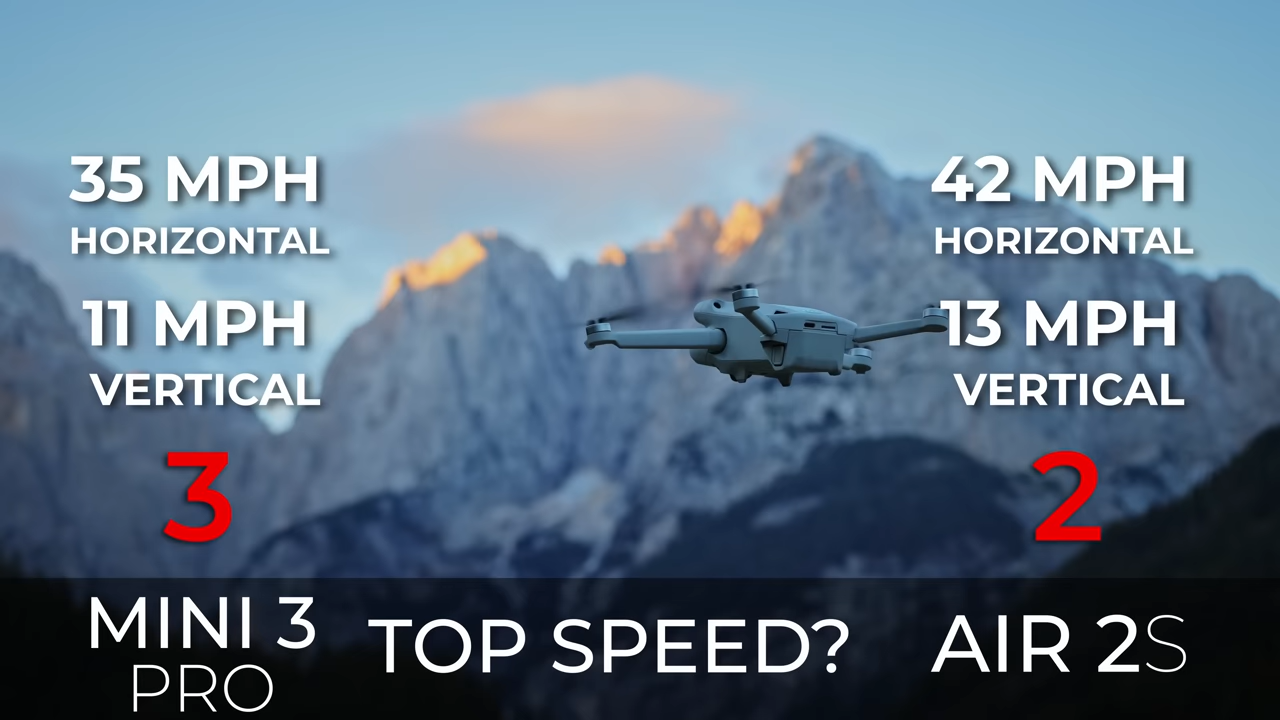 35 MPH
HORIZONTAL
11 MPH
VERTICAL
3
MINI 3
PRO
TOP SPEED?
42 MPH
HORIZONTAL
13 MPH
VERTICAL
2
AIR 2S